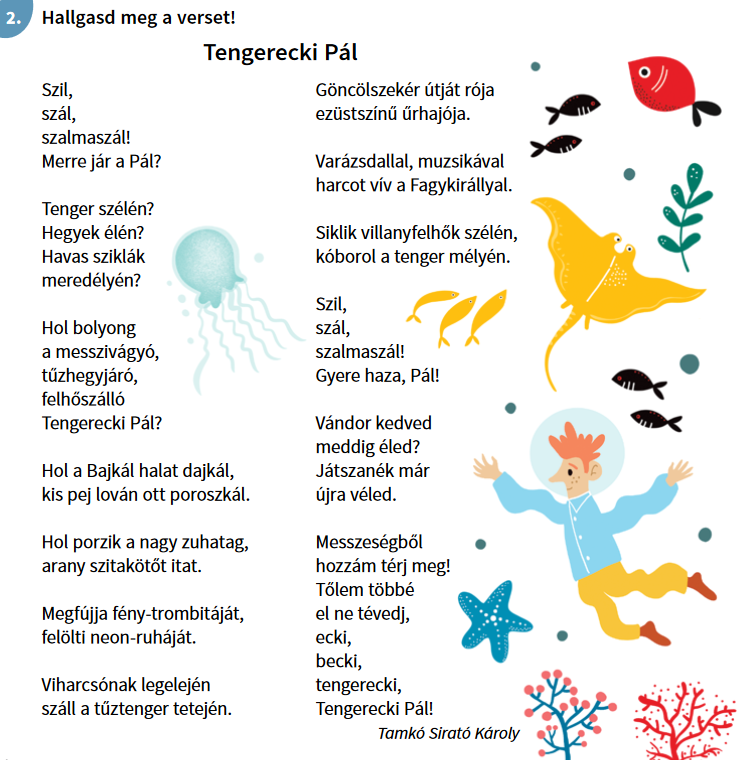 2.
Hallgasd meg a verset!
Tengerecki Pál
Szil,
szál,
szalmaszál!
Merre jár a Pál?
Tenger szélén?
Hegyek élén?
Havas sziklák
meredélyén?
Hol bolyong
a messzivágyó,
tűzhegyjáró,
felhőszálló
Tengerecki Pál?
Hol a Bajkál halat dajkál,
kis pej lován ott poroszkál.
Hol porzik a nagy zuhatag,
arany szitakötőt itat.
Megfújja fény-trombitáját,
felölti neon-ruháját.
Viharcsónak legelején
száll a tűztenger tetején.
Göncölszekér útját rója
ezüstszínű űrhajója.
Varázsdallal, muzsikával
harcot vív a Fagykirállyal.
Siklik villanyfelhők szélén,
kóborol a tenger mélyén.
Szil,
szál,
szalmaszál!
Gyere haza, Pál!
Vándor kedved
meddig éled?
Játszanék már
újra véled.
Messzeségből
hozzám térj meg!
Tőlem többé
el ne tévedj,
ecki,
becki,
tengerecki,
Tengerecki Pál!
Tamkó Sirató Károly